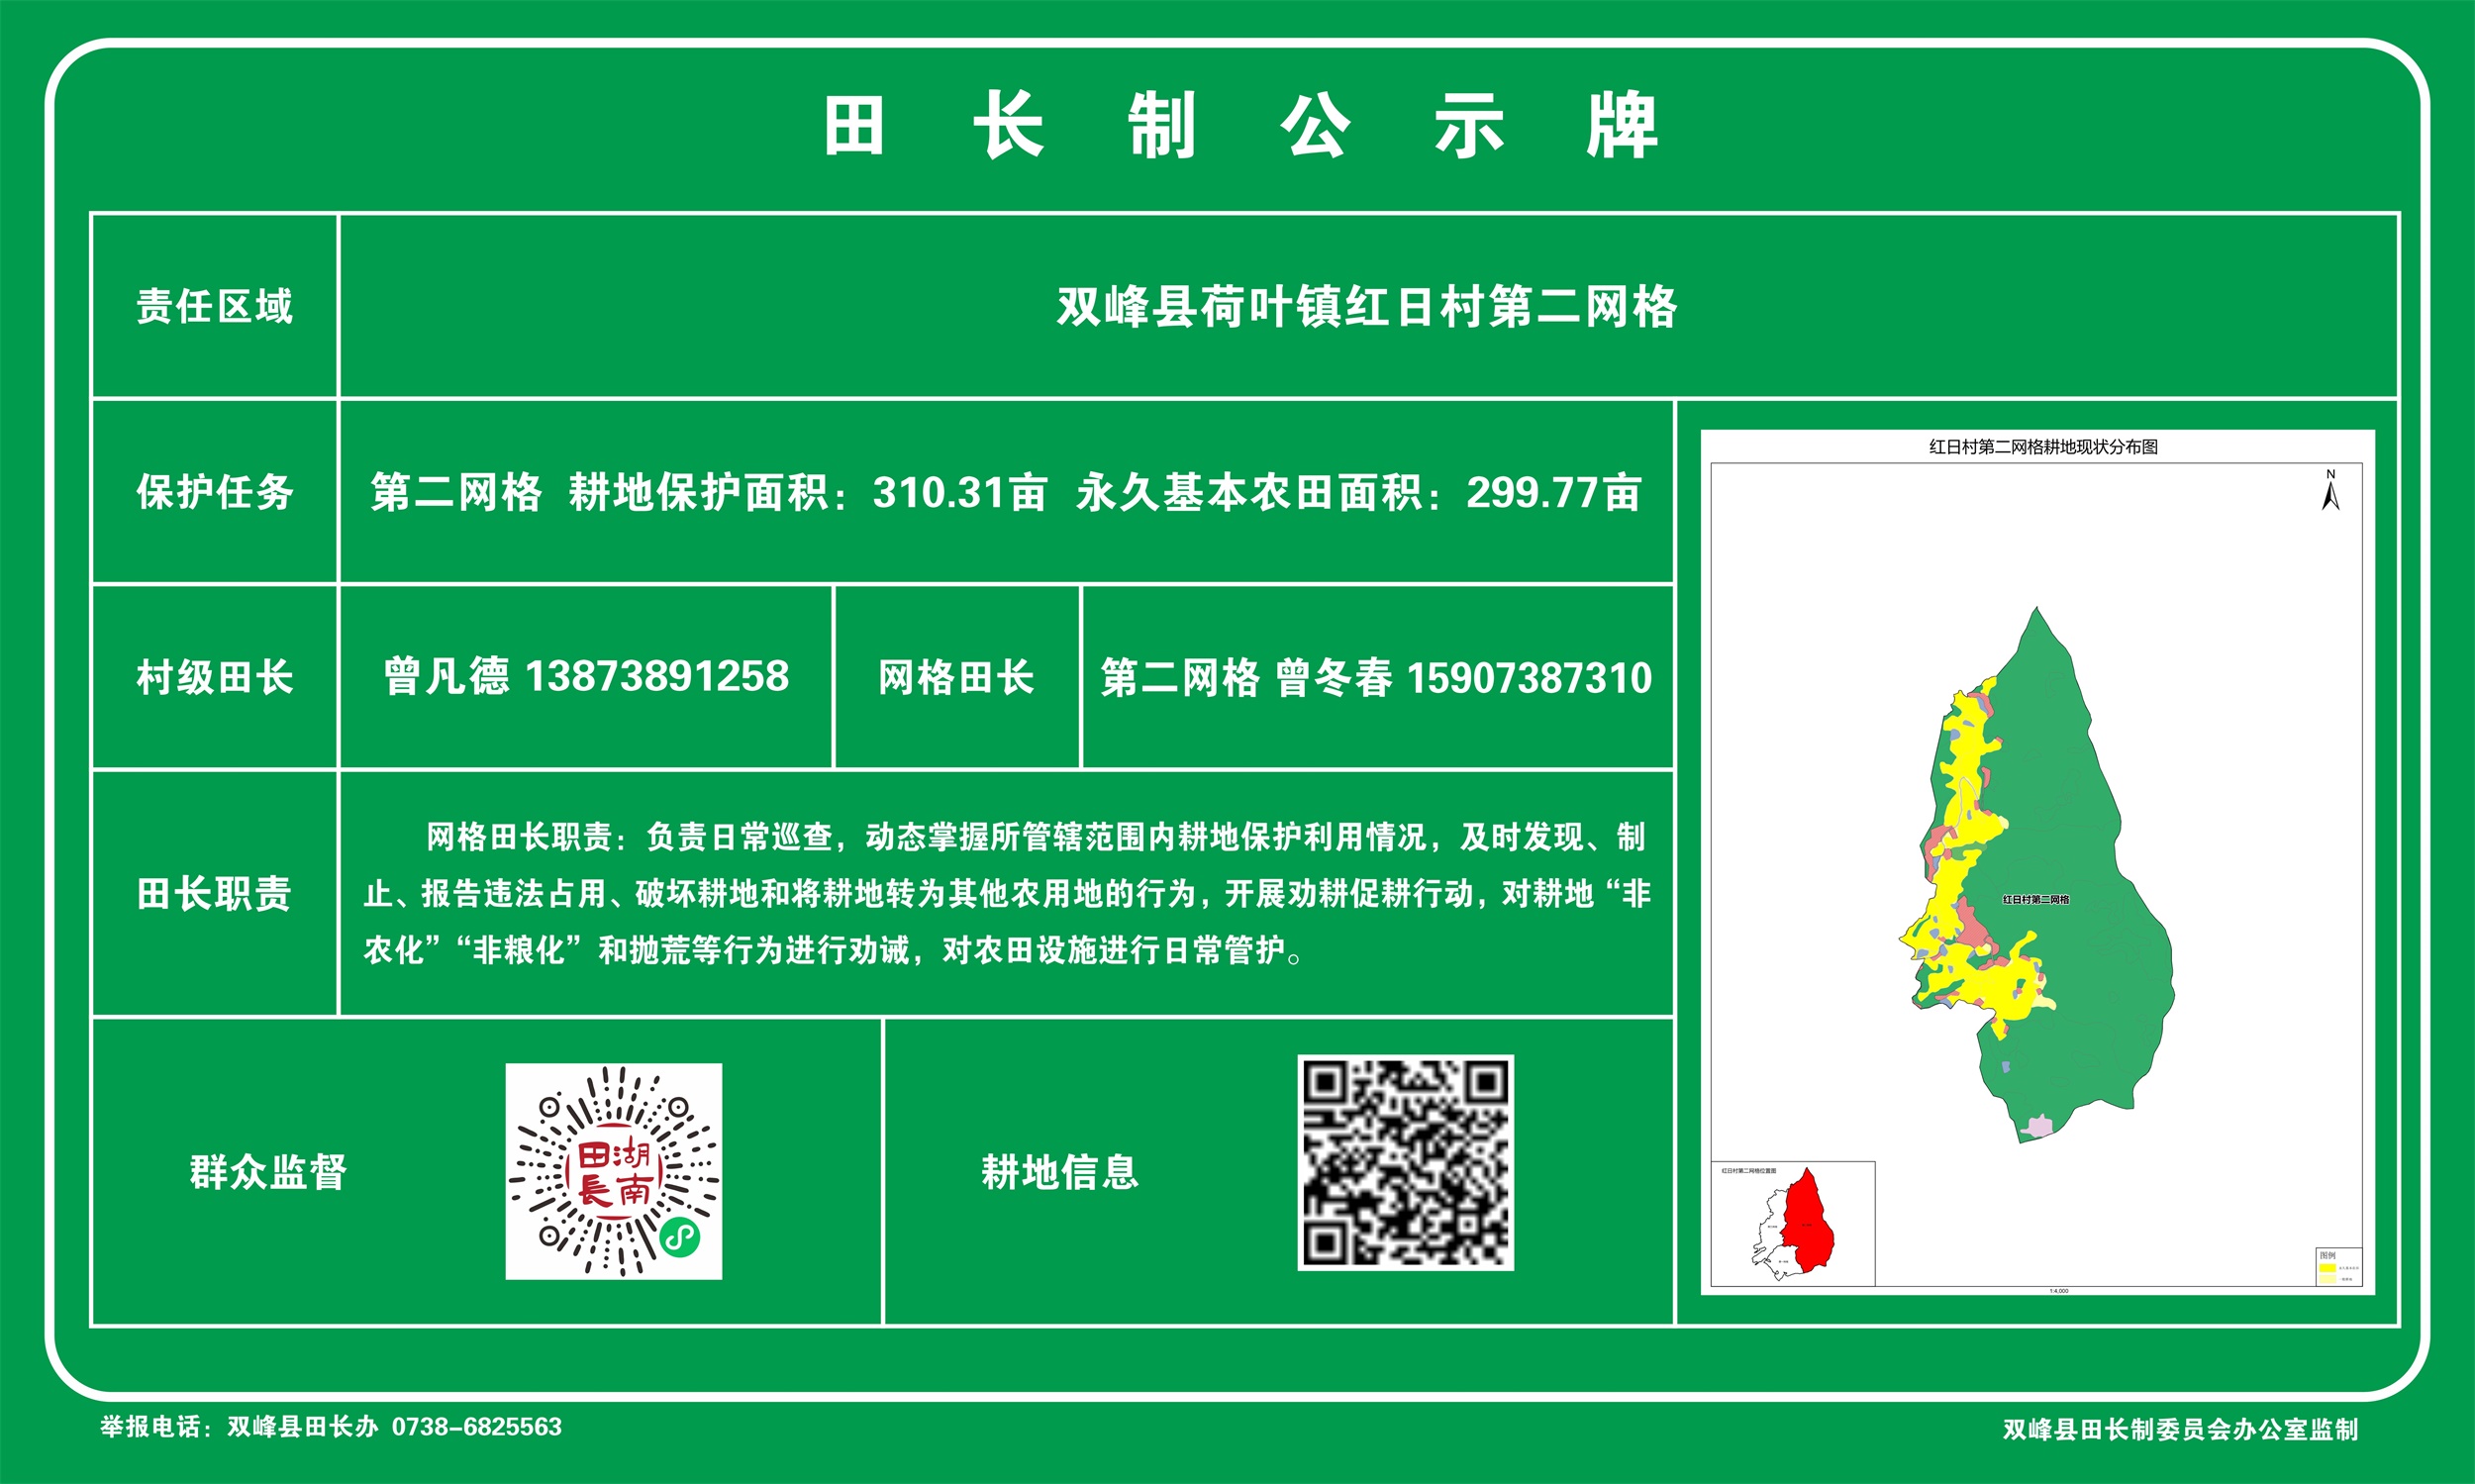 田长制公示牌
责任区域
双峰县荷叶镇红日村第二网格
保护任务
第二网格 耕地保护面积：310.31亩 永久基本农田面积：299.77亩
村级田长
曾凡德 13873891258
网格田长
第二网格 曾冬春 15907387310
田长职责
网格田长职责：负责日常巡查，动态掌握所管辖范围内耕地保护利用情况，及时发现、制
止、报告违法占用、破坏耕地和将耕地转为其他农用地的行为，开展劝耕促耕行动，对耕地“非
农化”“非粮化”和抛荒等行为进行劝诫，对农田设施进行日常管护。
群众监督
湖南
田長
耕地信息
红日村第二网格耕地现状分布图
N
红日村第二网格
红日村第二网格位置图
图例
1:4,000
举报电话：双峰县田长办 0738-6825563
双峰县田长制委员会办公室监制